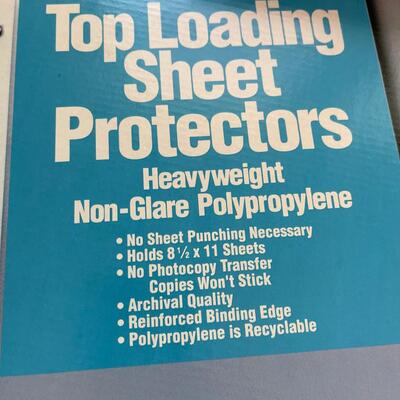 Top Loading
Sheet
Protectors
Heavyweight
Non-Glare Polypropylene
• No Sheet Punching Necessary
• Holds 8 1/2 x 11 Sheets
• No Photocopy Transfer
Copies Won't Stick
• Archival Quality
• Reinforced Binding Edge
• Polypropylene is Recyclable